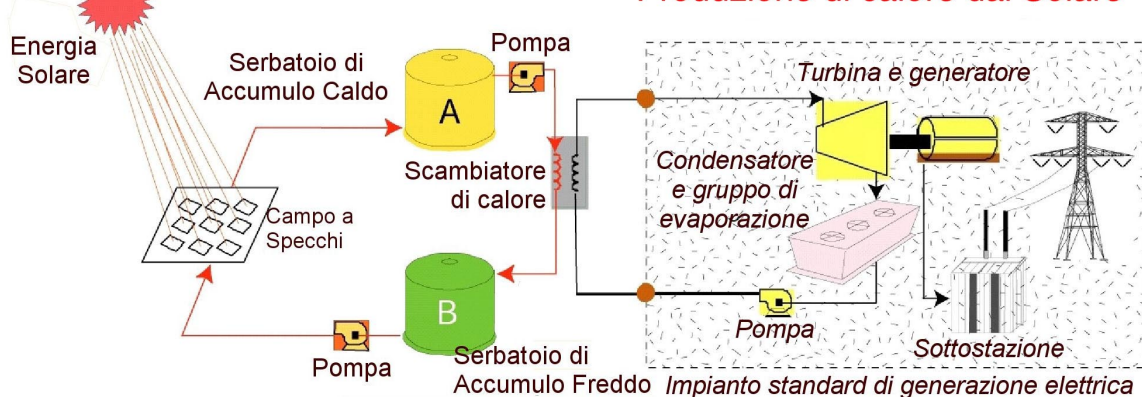 Energia
Solare
Serbatoio di
Accumulo Caldo
A
Pompa
Scambiatore
di calore
Campo a
Specchi
B
Pompa
Serbatoio di
Accumulo Freddo
Turbina e generatore
Condensatore
e gruppo di
evaporazione
Pompa
Sottostazione
Impianto standard di generazione elettrica